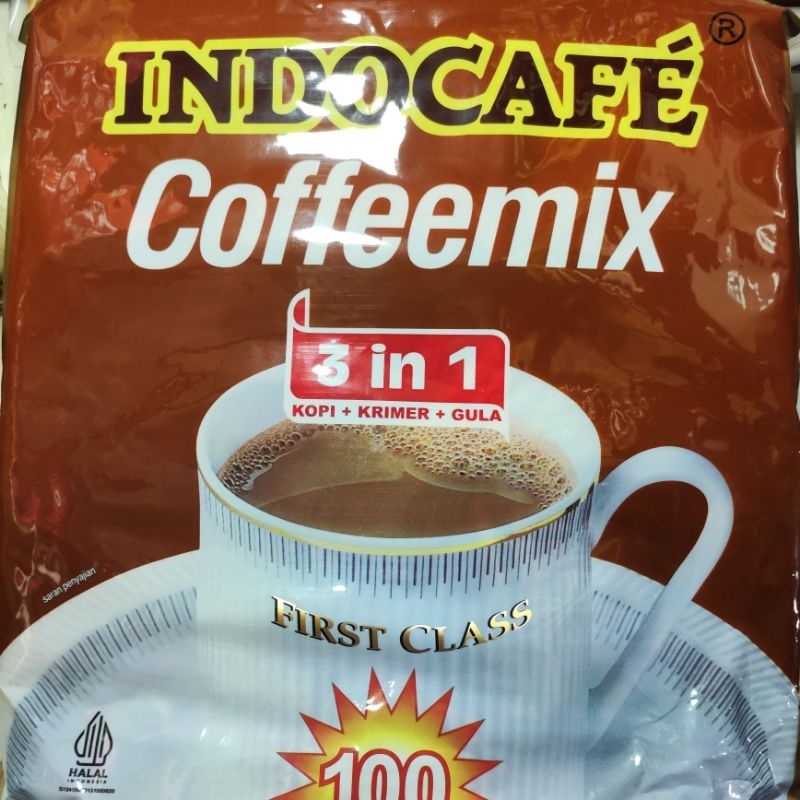 INDOCAFÉ®
Coffeemix
3 in 1
KOPI + KRIMER + GULA
saran penyajian
FIRST CLASS
100
HALAL
INDONESIA